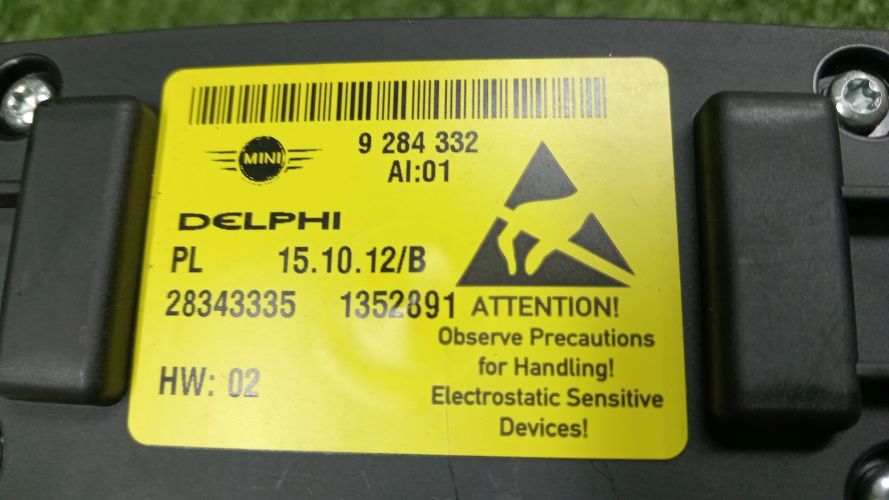 MINI
9 284 332
AI:01
DELPHI
PL 15.10.12/B
28343335 1352891
HW: 02
ATTENTION!
Observe Precautions
for Handling!
Electrostatic Sensitive
Devices!